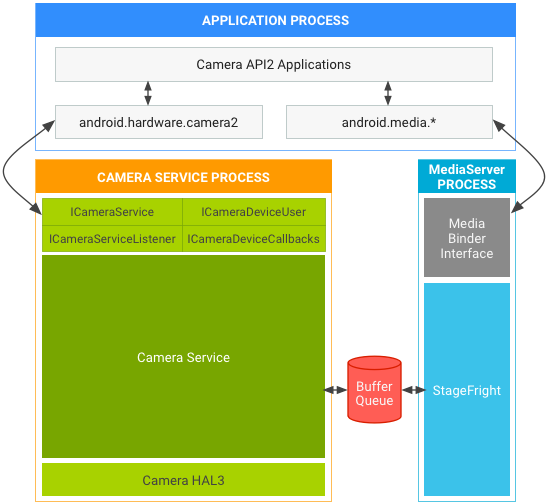 APPLICATION PROCESS
Camera API2 Applications
android.hardware.camera2
android.media.*
CAMERA SERVICE PROCESS
MediaServer
PROCESS
ICameraService
ICameraDeviceUser
ICameraServiceListener
ICameraDeviceCallbacks
Media
Binder
Interface
Camera Service
Buffer
Queue
StageFright
Camera HAL3